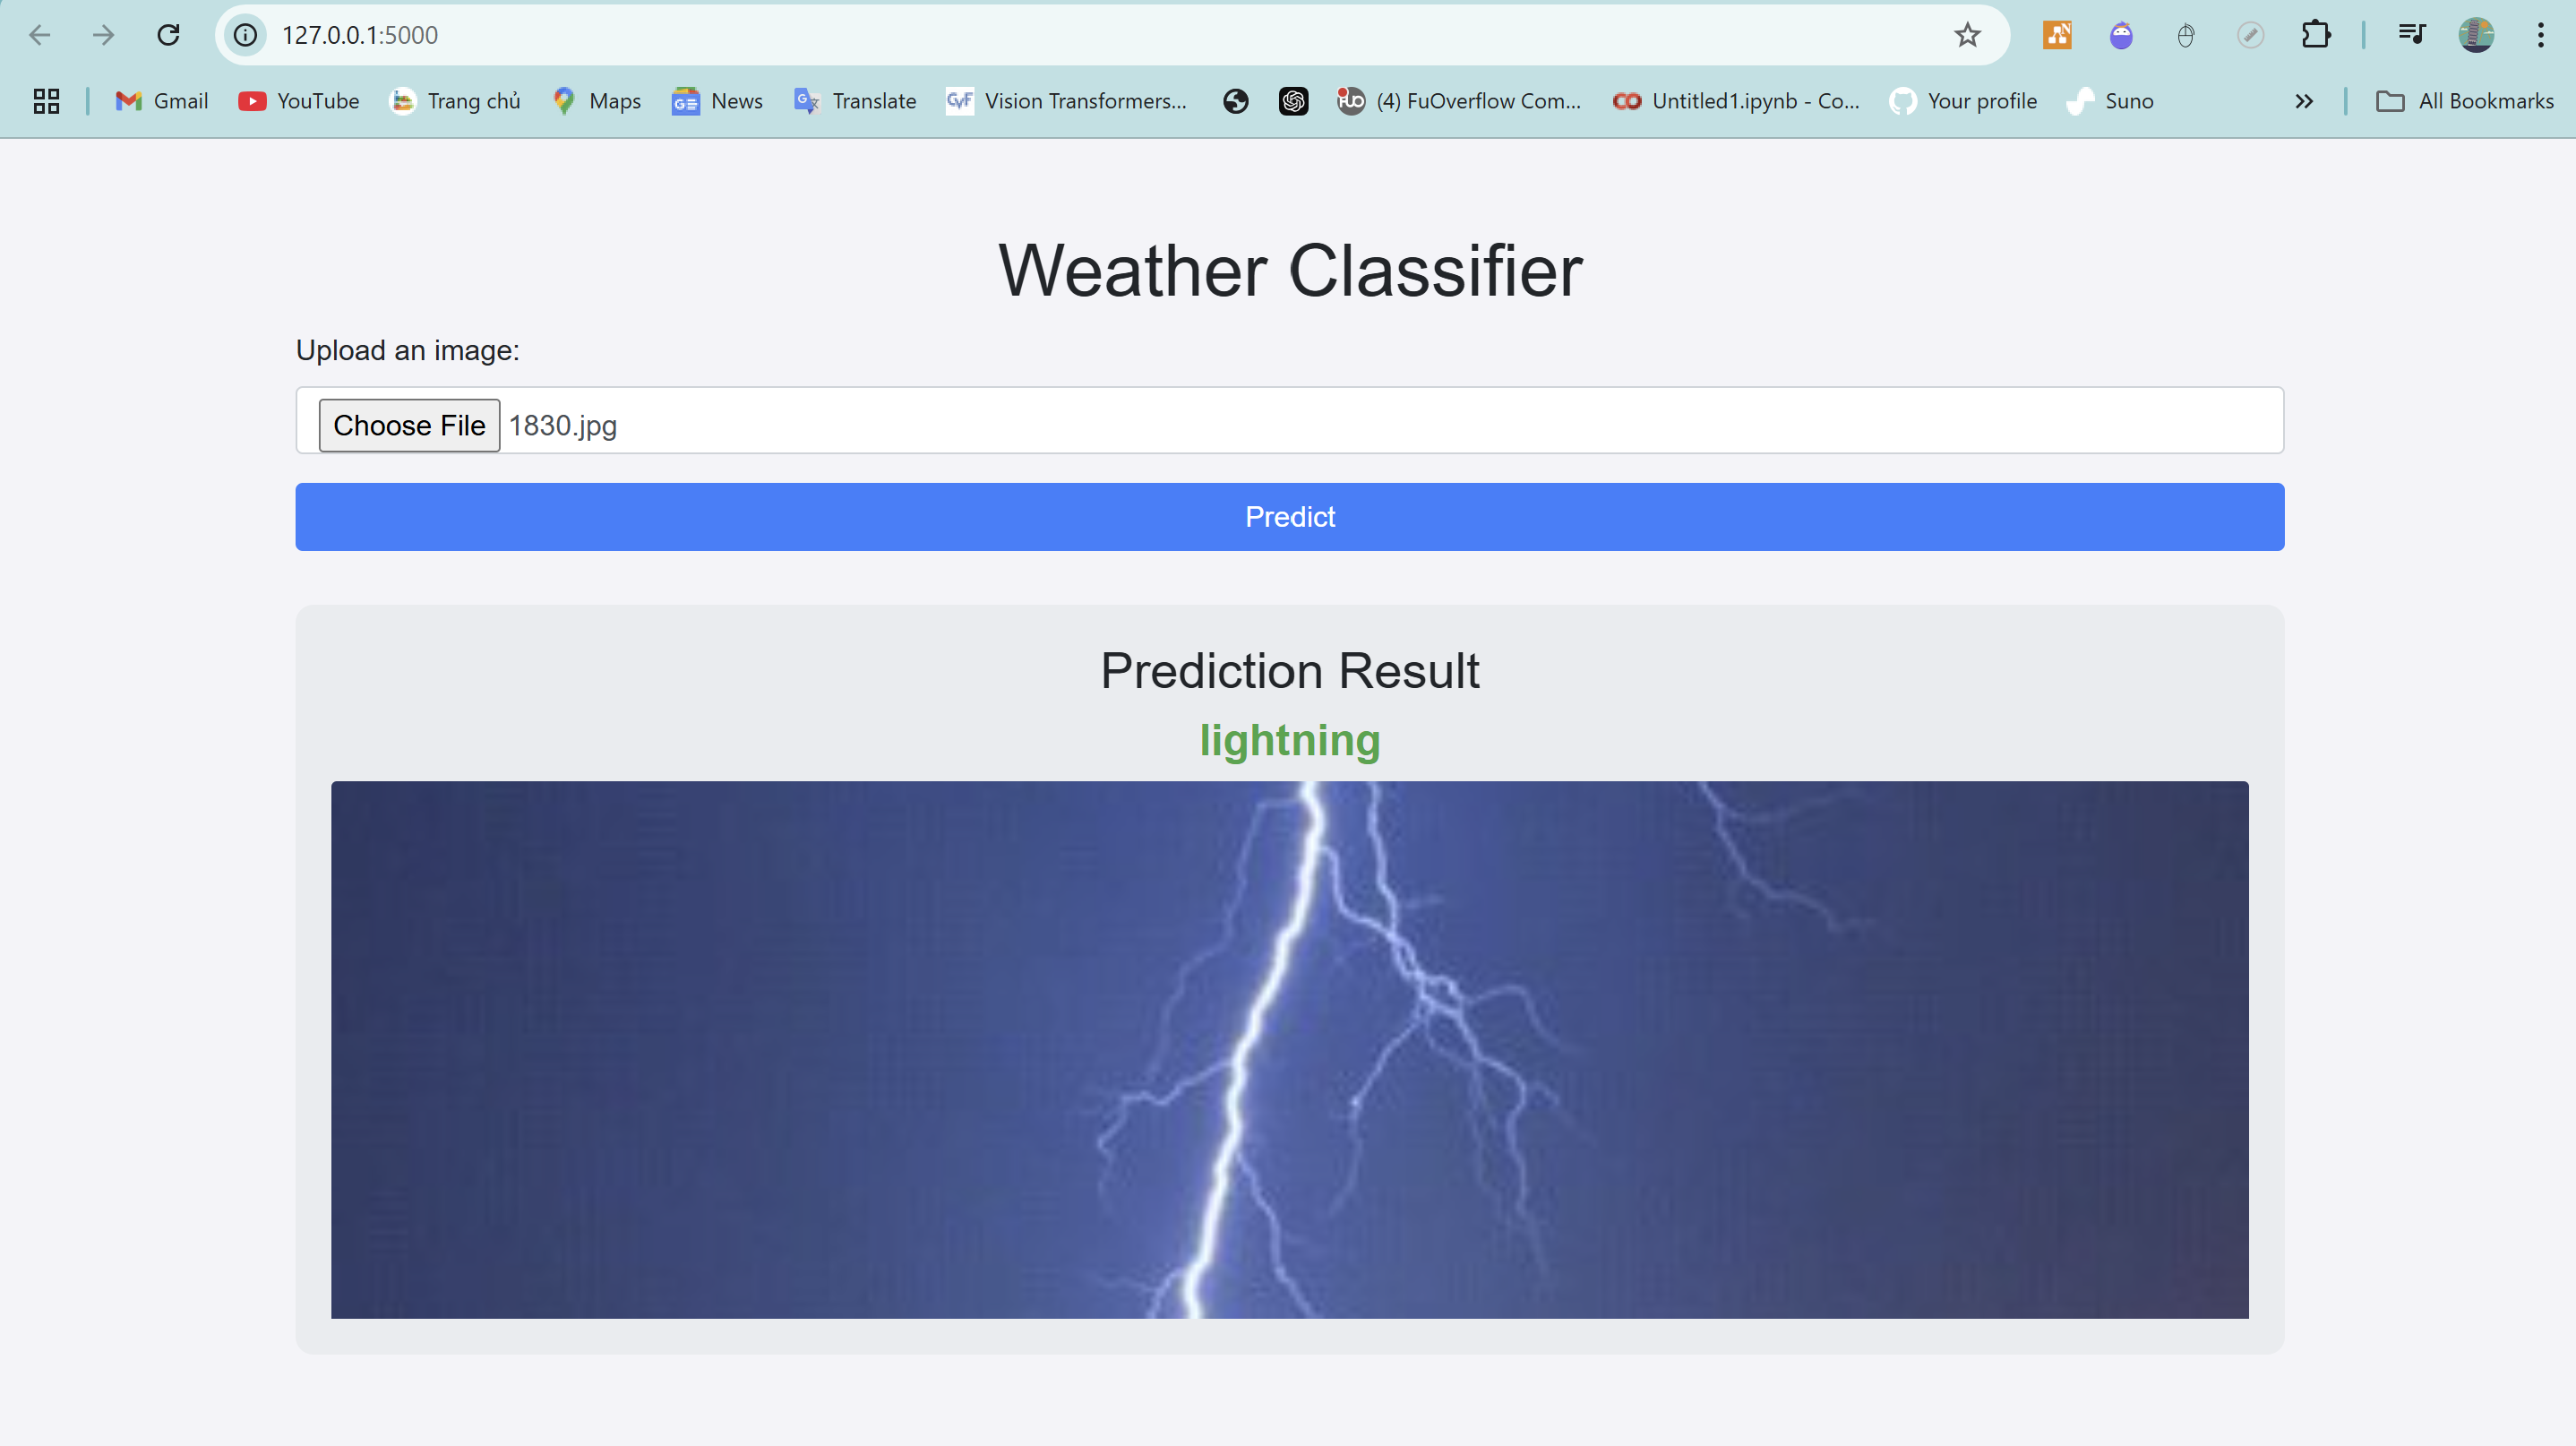 127.0.0.1:5000
Gmail YouTube Trang chủ Maps News Translate Vision Transformers... (4) FuOverflow Com... Untitled1.ipynb - Co... Your profile Suno All Bookmarks
Weather Classifier
Upload an image:
Choose File 1830.jpg
Predict
Prediction Result
lightning